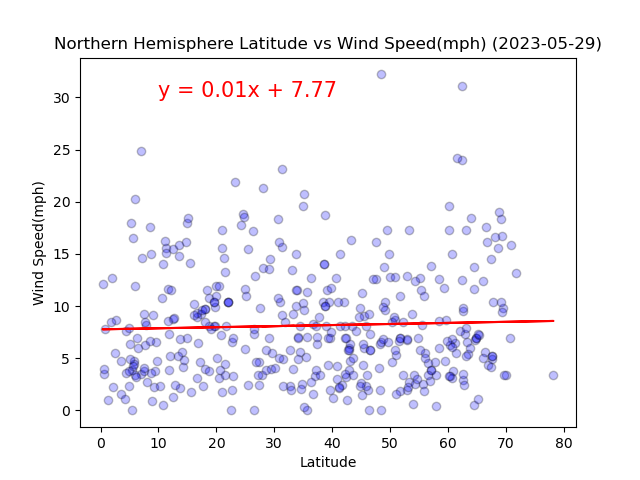 Northern Hemisphere Latitude vs Wind Speed(mph) (2023-05-29)
y = 0.01x + 7.77
30
25
20
15
10
5
0
Wind Speed(mph)
0 10 20 30 40 50 60 70 80
Latitude